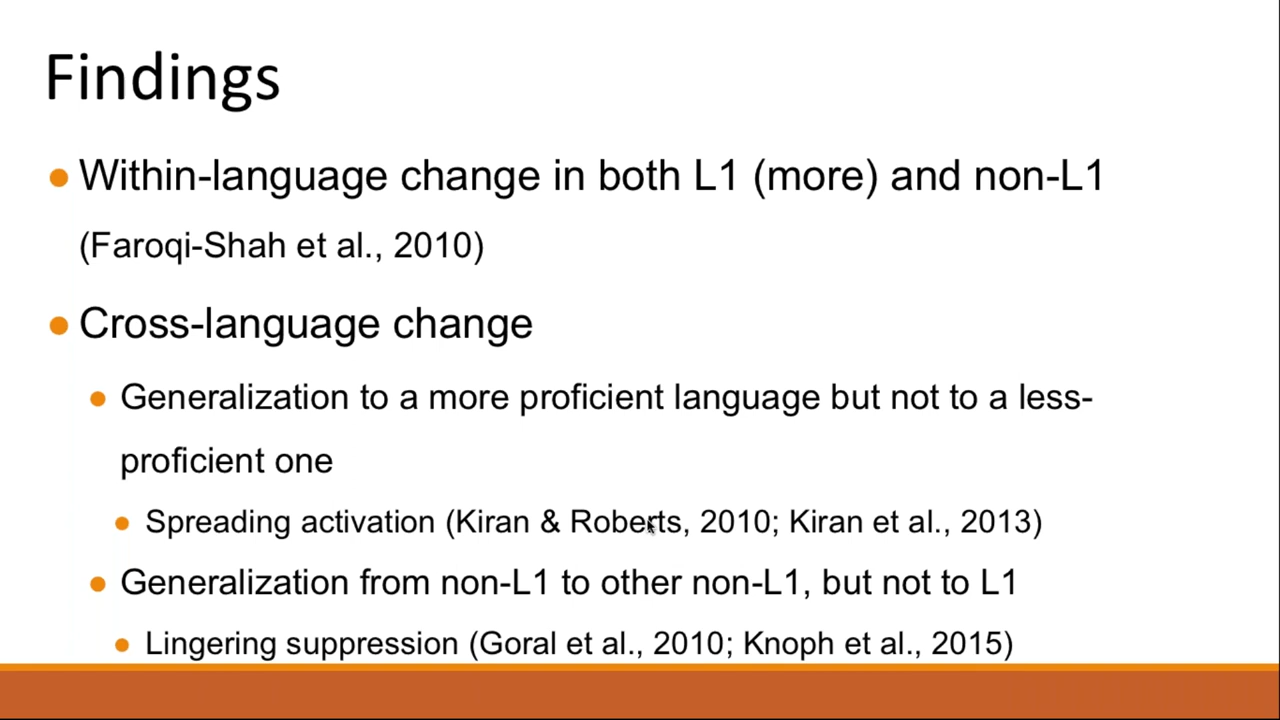 Findings
Within-language change in both L1 (more) and non-L1
(Faroqi-Shah et al., 2010)
Cross-language change
Generalization to a more proficient language but not to a less-
proficient one
Spreading activation (Kiran & Roberts, 2010; Kiran et al., 2013)
Generalization from non-L1 to other non-L1, but not to L1
Lingering suppression (Goral et al., 2010; Knoph et al., 2015)